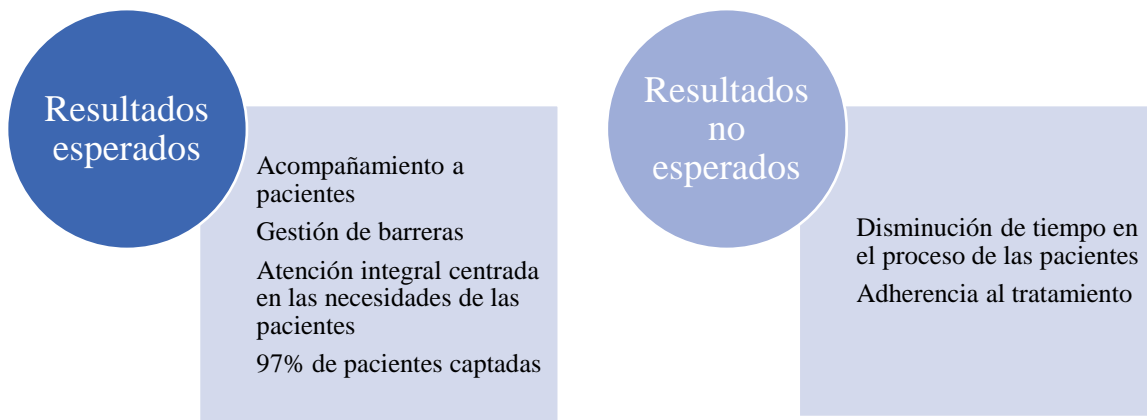 Resultados
esperados
Acompañamiento a
pacientes
Gestión de barreras
Atención integral centrada
en las necesidades de las
pacientes
97% de pacientes captadas
Resultados
no
esperados
Disminución de tiempo en
el proceso de las pacientes
Adherencia al tratamiento